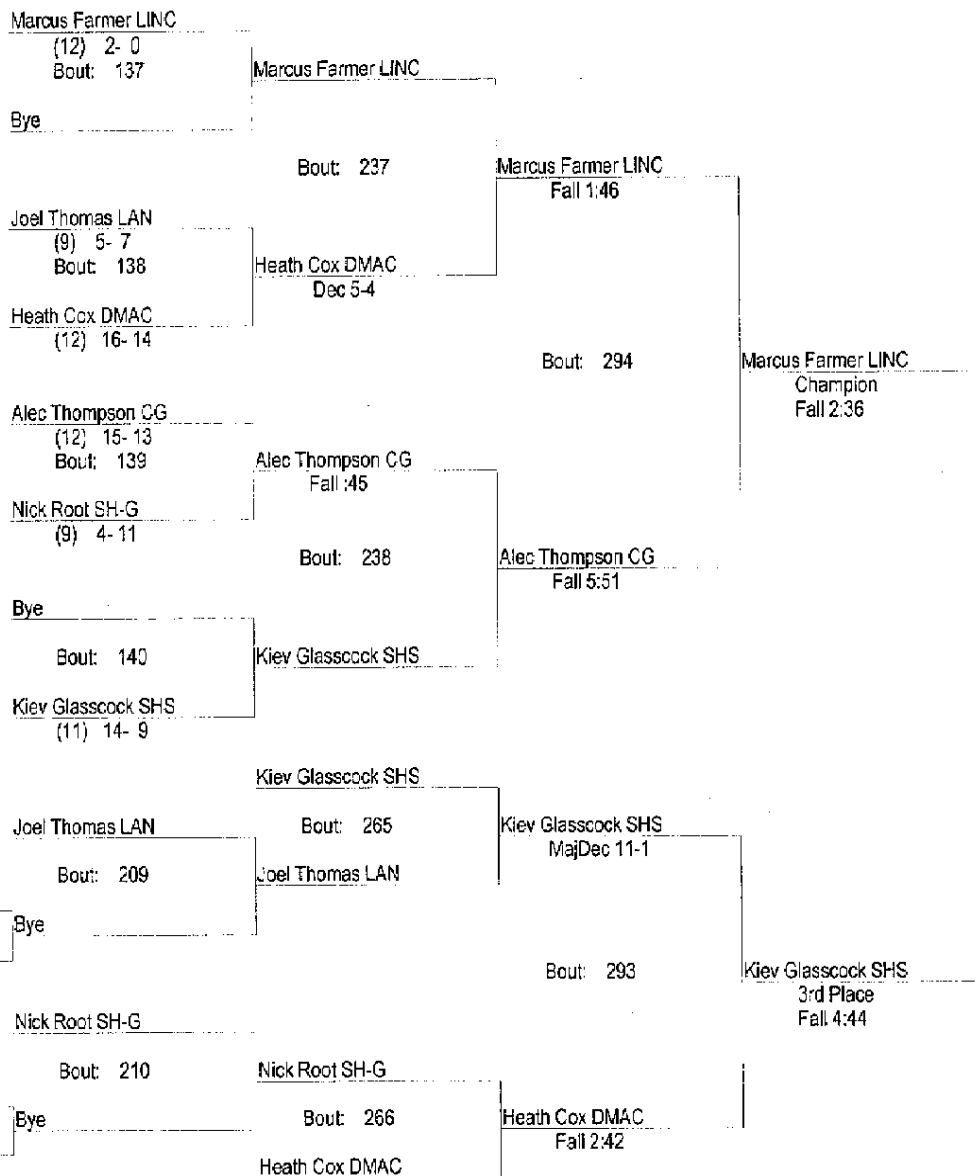 Marcus Farmer LINC
(12) 2- 0
Bout: 137
Marcus Farmer LINC
Bye
Bout: 237
Marcus Farmer LINC
Fall 1:46
Joel Thomas LAN
(9) 5- 7
Bout: 138
Heath Cox DMAC
Dec 5-4
Heath Cox DMAC
(12) 16- 14
Bout: 294
Marcus Farmer LINC
Champion
Fall 2:36
Alec Thompson CG
(12) 15- 13
Bout: 139
Alec Thompson CG
Fall :45
Nick Root SH-G
(9) 4- 11
Bout: 238
Alec Thompson CG
Fall 5:51
Bye
Bout: 140
Kiev Glasscock SHS
Kiev Glasscock SHS
(11) 14- 9
Kiev Glasscock SHS
Joel Thomas LAN
Bout: 265
Kiev Glasscock SHS
MajDec 11-1
Bout: 209
Joel Thomas LAN
Bye
Bout: 293
Kiev Glasscock SHS
3rd Place
Fall 4:44
Nick Root SH-G
Bout: 210
Nick Root SH-G
Bye
Bout: 266
Heath Cox DMAC
Fall 2:42
Heath Cox DMAC